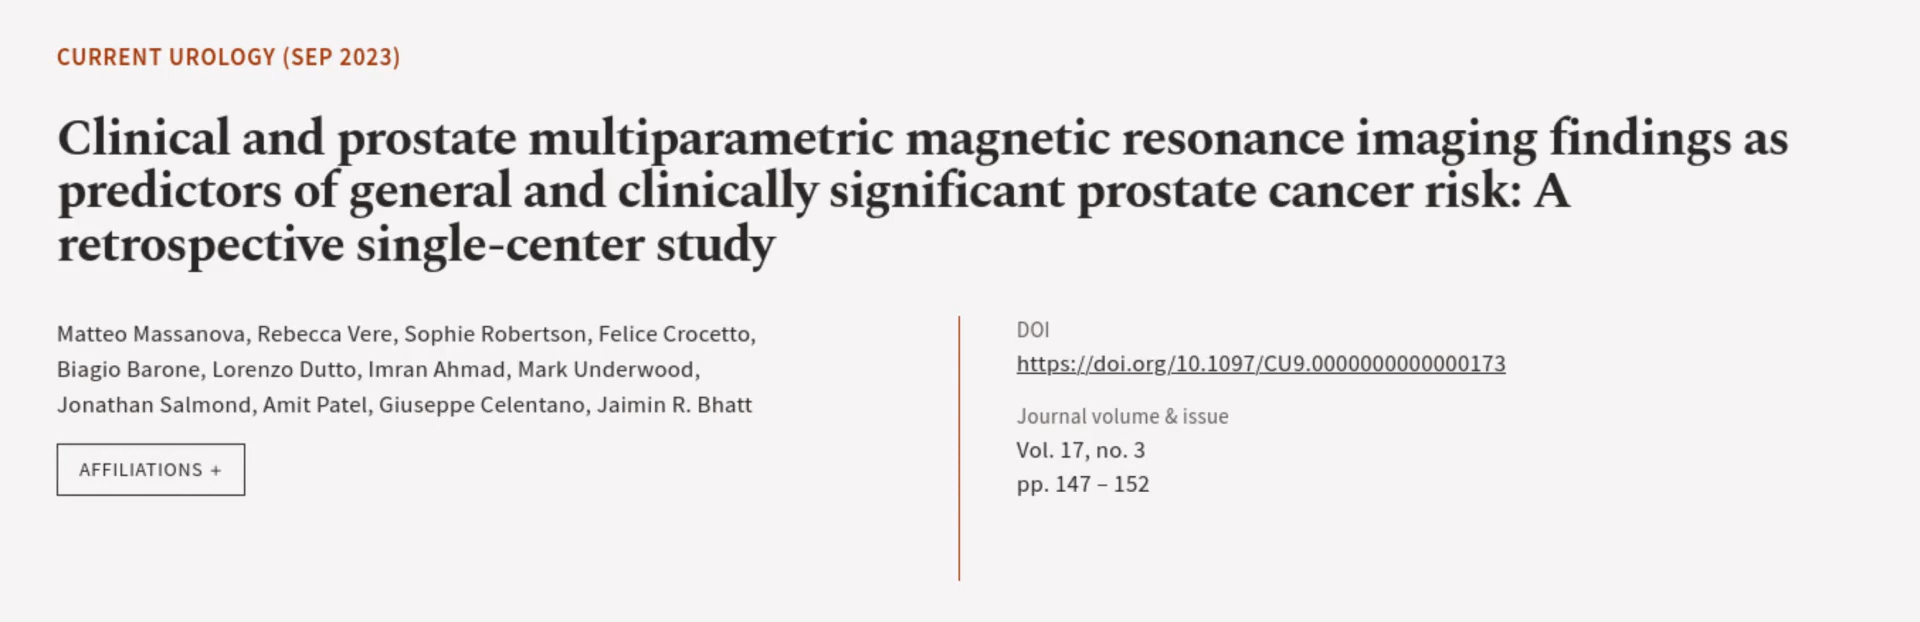 CURRENT UROLOGY (SEP 2023)
Clinical and prostate multiparametric magnetic resonance imaging findings as
predictors of general and clinically significant prostate cancer risk: A
retrospective single-center study
Matteo Massanova, Rebecca Vere, Sophie Robertson, Felice Crocetto,
Biagio Barone, Lorenzo Dutto, Imran Ahmad, Mark Underwood,
Jonathan Salmond, Amit Patel, Giuseppe Celentano, Jaimin R. Bhatt
AFFILIATIONS +
DOI
https://doi.org/10.1097/CU9.0000000000000173
Journal volume & issue
Vol. 17, no. 3
pp. 147 – 152